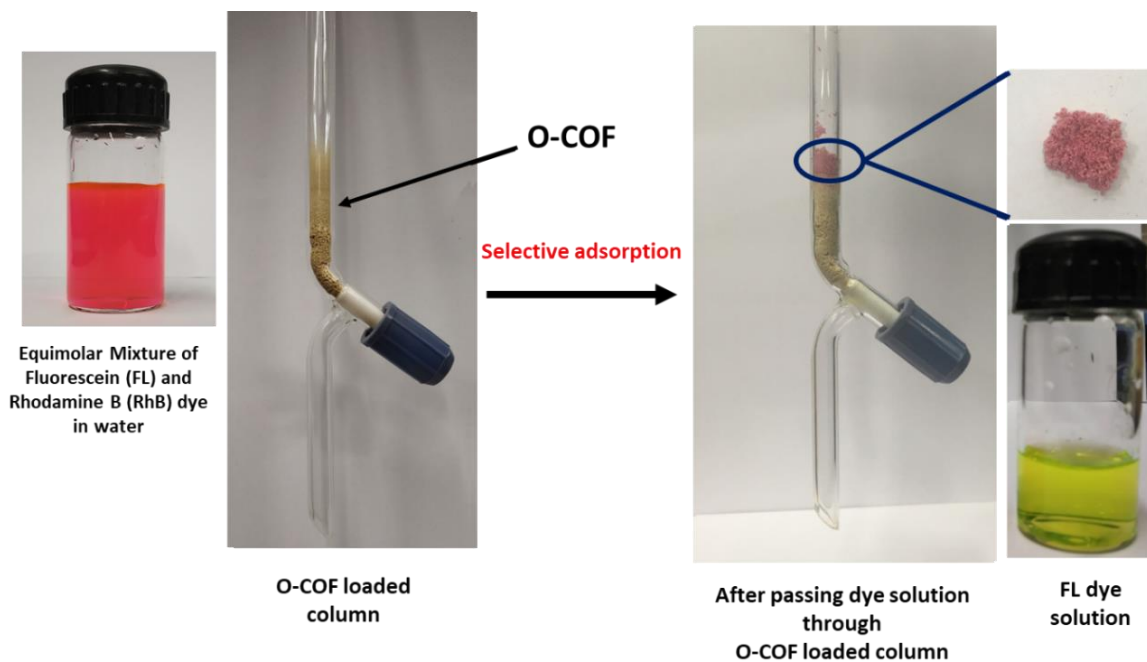 O-COF
Selective adsorption
Equimolar Mixture of
Fluorescein (FL) and
Rhodamine B (RhB) dye
in water
O-COF loaded
column
After passing dye solution
through
O-COF loaded column
FL dye
solution